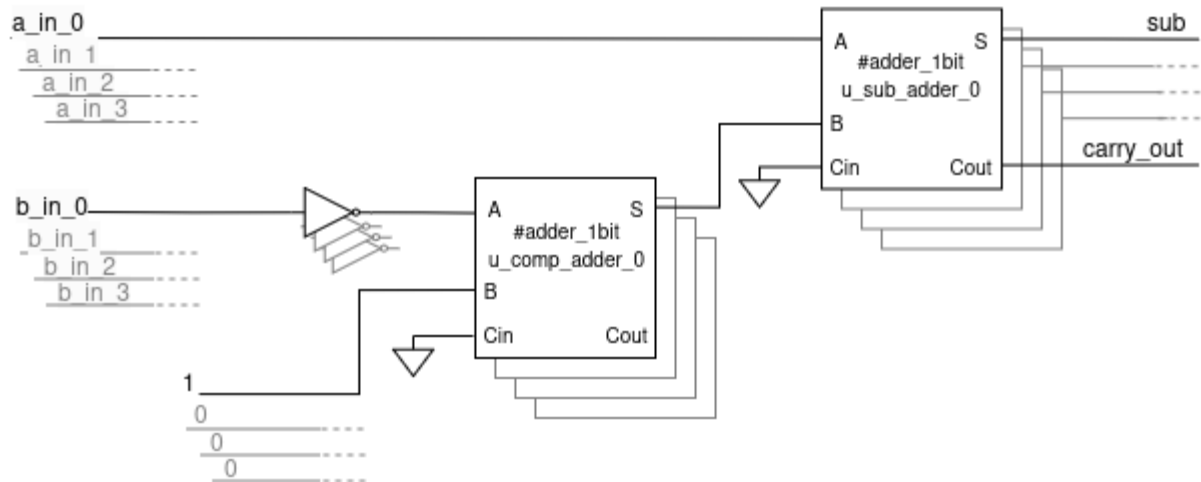 a_in_0
a_in_1
a_in_2
a_in_3
A
S
#adder_1bit
u_sub_adder_0
B
Cin
Cout
sub
carry_out
b_in_0
b_in_1
b_in_2
b_in_3
A
S
#adder_1bit
u_comp_adder_0
B
Cin
Cout
1
0
0
0